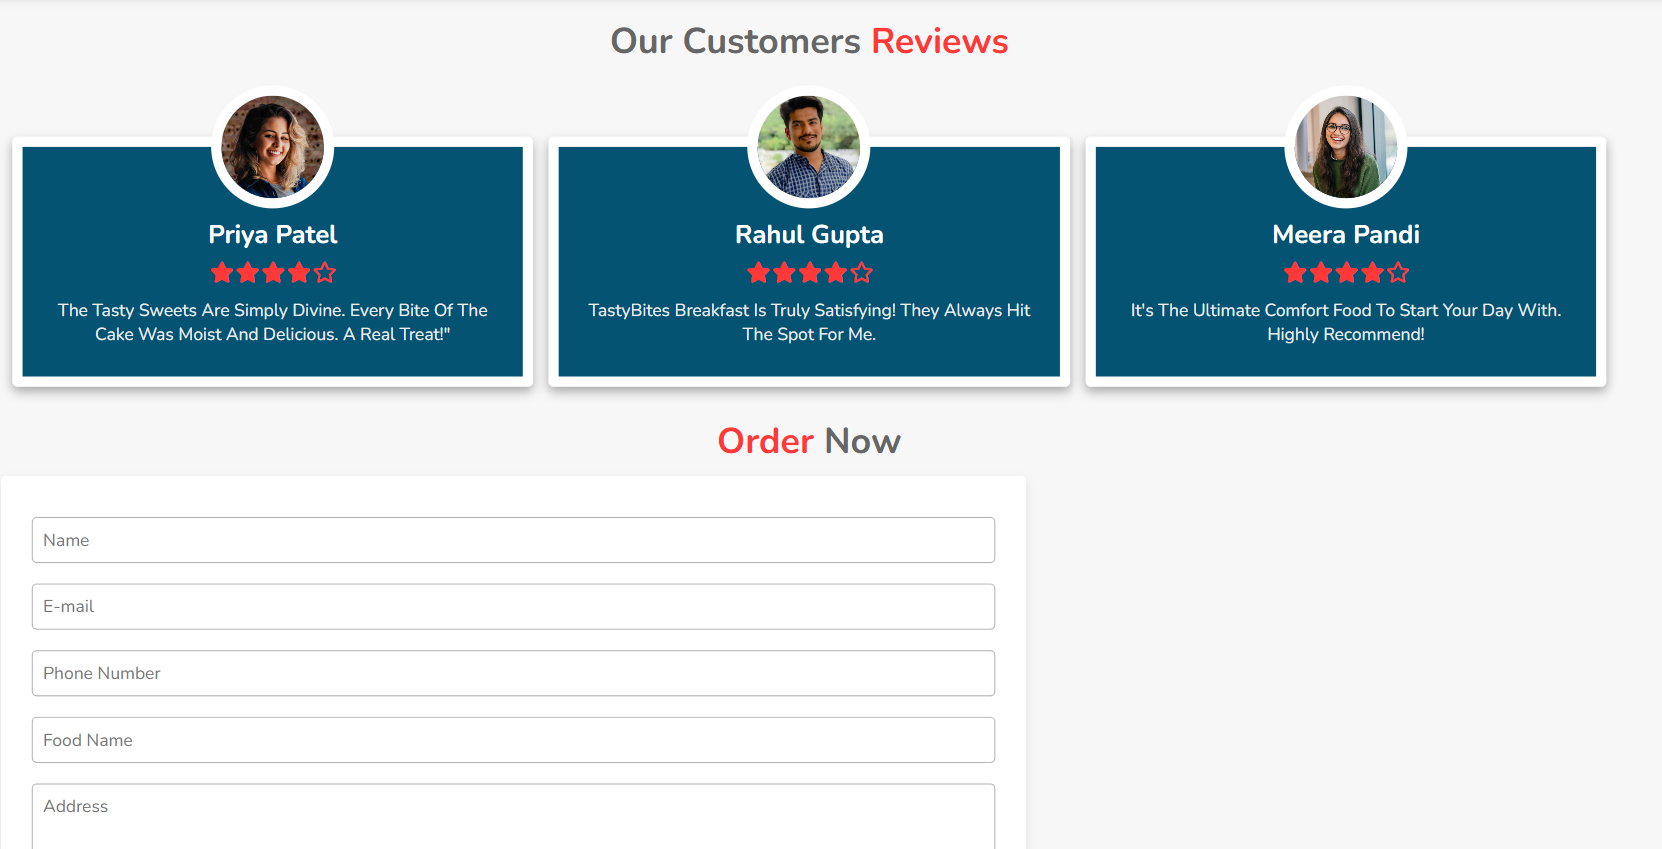 Our Customers Reviews
Priya Patel
The Tasty Sweets Are Simply Divine. Every Bite Of The
Cake Was Moist And Delicious. A Real Treat!"
Rahul Gupta
TastyBites Breakfast Is Truly Satisfying! They Always Hit
The Spot For Me.
Meera Pandi
It's The Ultimate Comfort Food To Start Your Day With.
Highly Recommend!
Order Now
Name
E-mail
Phone Number
Food Name
Address